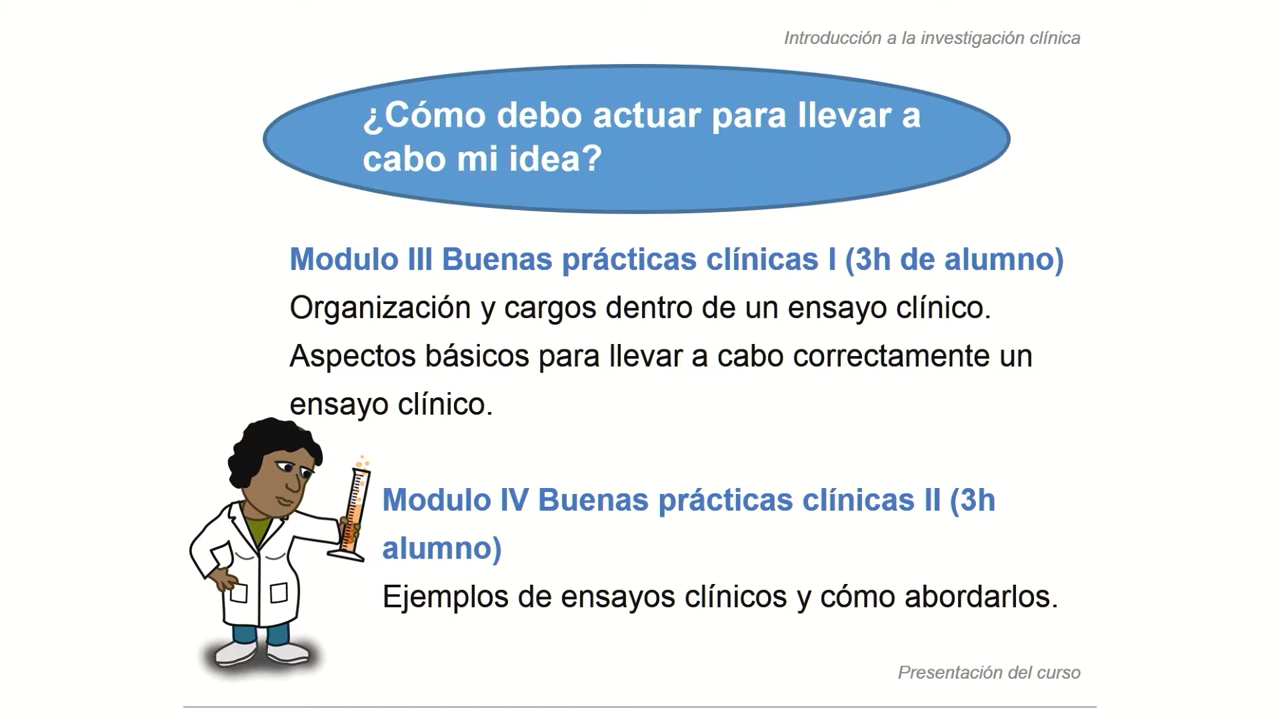 Introducción a la investigación clínica
¿Cómo debo actuar para llevar a
cabo mi idea?
Modulo III Buenas prácticas clínicas I (3h de alumno)
Organización y cargos dentro de un ensayo clínico.
Aspectos básicos para llevar a cabo correctamente un
ensayo clínico.
Modulo IV Buenas prácticas clínicas II (3h
alumno)
Ejemplos de ensayos clínicos y cómo abordarlos.
Presentación del curso